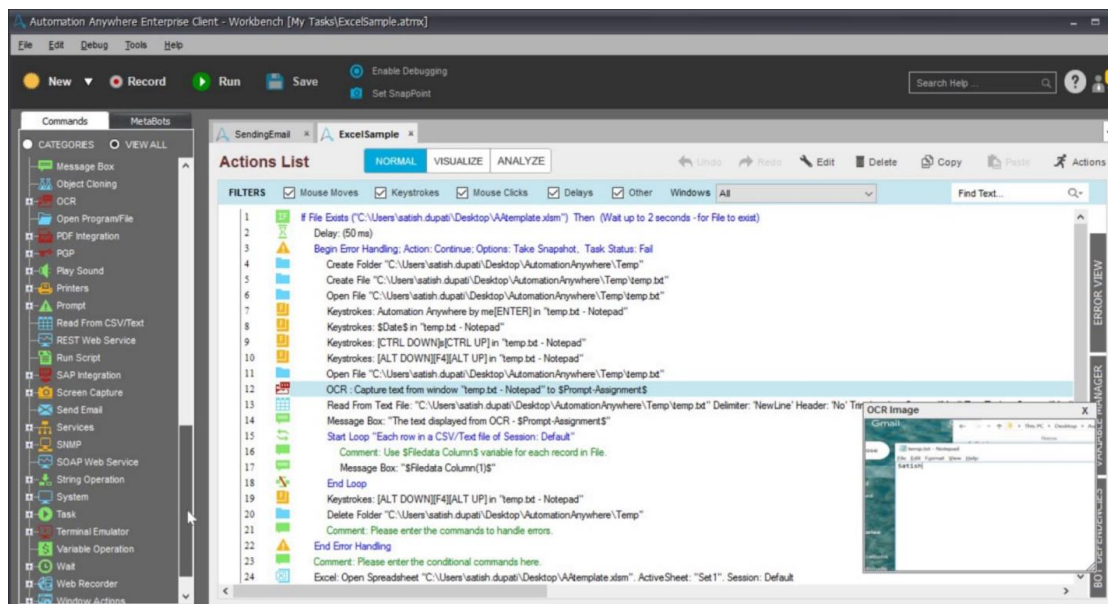 Automation Anywhere Enterprise Client - Workbench [My Tasks\ExcelSample.atmx]
File Edit Debug Tools Help
New Record Run Save
Enable Debugging
Set SnapPoint
Search Help ...
Commands MetaBots
CATEGORIES VIEW ALL
Message Box
Object Cloning
OCR
Open Program/File
PDF Integration
PGP
Play Sound
Printers
Prompt
Read From CSV/Text
REST Web Service
Run Script
SAP Integration
Screen Capture
Send Email
Services
SNMP
SOAP Web Service
String Operation
System
Task
Terminal Emulator
Variable Operation
Wait
Web Recorder
Window Actions
SendingEmail ExcelSample
Actions List NORMAL VISUALIZE ANALYZE Undo Redo Edit Delete Copy Paste Actions
FILTERS Mouse Moves Keystrokes Mouse Clicks Delays Other Windows All Find Text...
1 If File Exists ("C:\Users\satish.dupati\Desktop\AAtemplate.xlsm") Then (Wait up to 2 seconds - for File to exist)
2 Delay: (50 ms)
3 Begin Error Handling; Action: Continue; Options: Take Snapshot, Task Status: Fail
4 Create Folder "C:\Users\satish.dupati\Desktop\AutomationAnywhere\Temp"
5 Create File "C:\Users\satish.dupati\Desktop\AutomationAnywhere\Temp\temp.txt"
6 Open File "C:\Users\satish.dupati\Desktop\AutomationAnywhere\Temp\temp.txt"
7 Keystrokes: Automation Anywhere by me[ENTER] in "temp.txt - Notepad"
8 Keystrokes: $Date$ in "temp.txt - Notepad"
9 Keystrokes: [CTRL DOWN]s[CTRL UP] in "temp.txt - Notepad"
10 Keystrokes: [ALT DOWN][F4][ALT UP] in "temp.txt - Notepad"
11 Open File "C:\Users\satish.dupati\Desktop\AutomationAnywhere\Temp\temp.txt"
12 OCR : Capture text from window "temp.txt - Notepad" to $Prompt-Assignment$
13 Read From Text File: "C:\Users\satish.dupati\Desktop\AutomationAnywhere\Temp\temp.txt" Delimiter: 'NewLine' Header: 'No'
14 Message Box: "The text displayed from OCR - $Prompt-Assignment$"
15 Start Loop "Each row in a CSV/Text file of Session: Default"
16 Comment: Use $Filedata Column$ variable for each record in File.
17 Message Box: "$Filedata Column(1)$"
18 End Loop
19 Keystrokes: [ALT DOWN][F4][ALT UP] in "temp.txt - Notepad"
20 Delete Folder "C:\Users\satish.dupati\Desktop\AutomationAnywhere\Temp"
21 Comment: Please enter the commands to handle errors.
22 End Error Handling
23 Comment: Please enter the conditional commands here.
24 Excel: Open Spreadsheet "C:\Users\satish.dupati\Desktop\AAtemplate.xlsm". ActiveSheet: "Set1". Session: Default
OCR Image X
Gmail
This PC Desktop
Name
temp.txt - Notepad
File Edit Format View Help
Satish
ERROR VIEW
VARIABLE MANAGER
BOT DEPENDENCIES